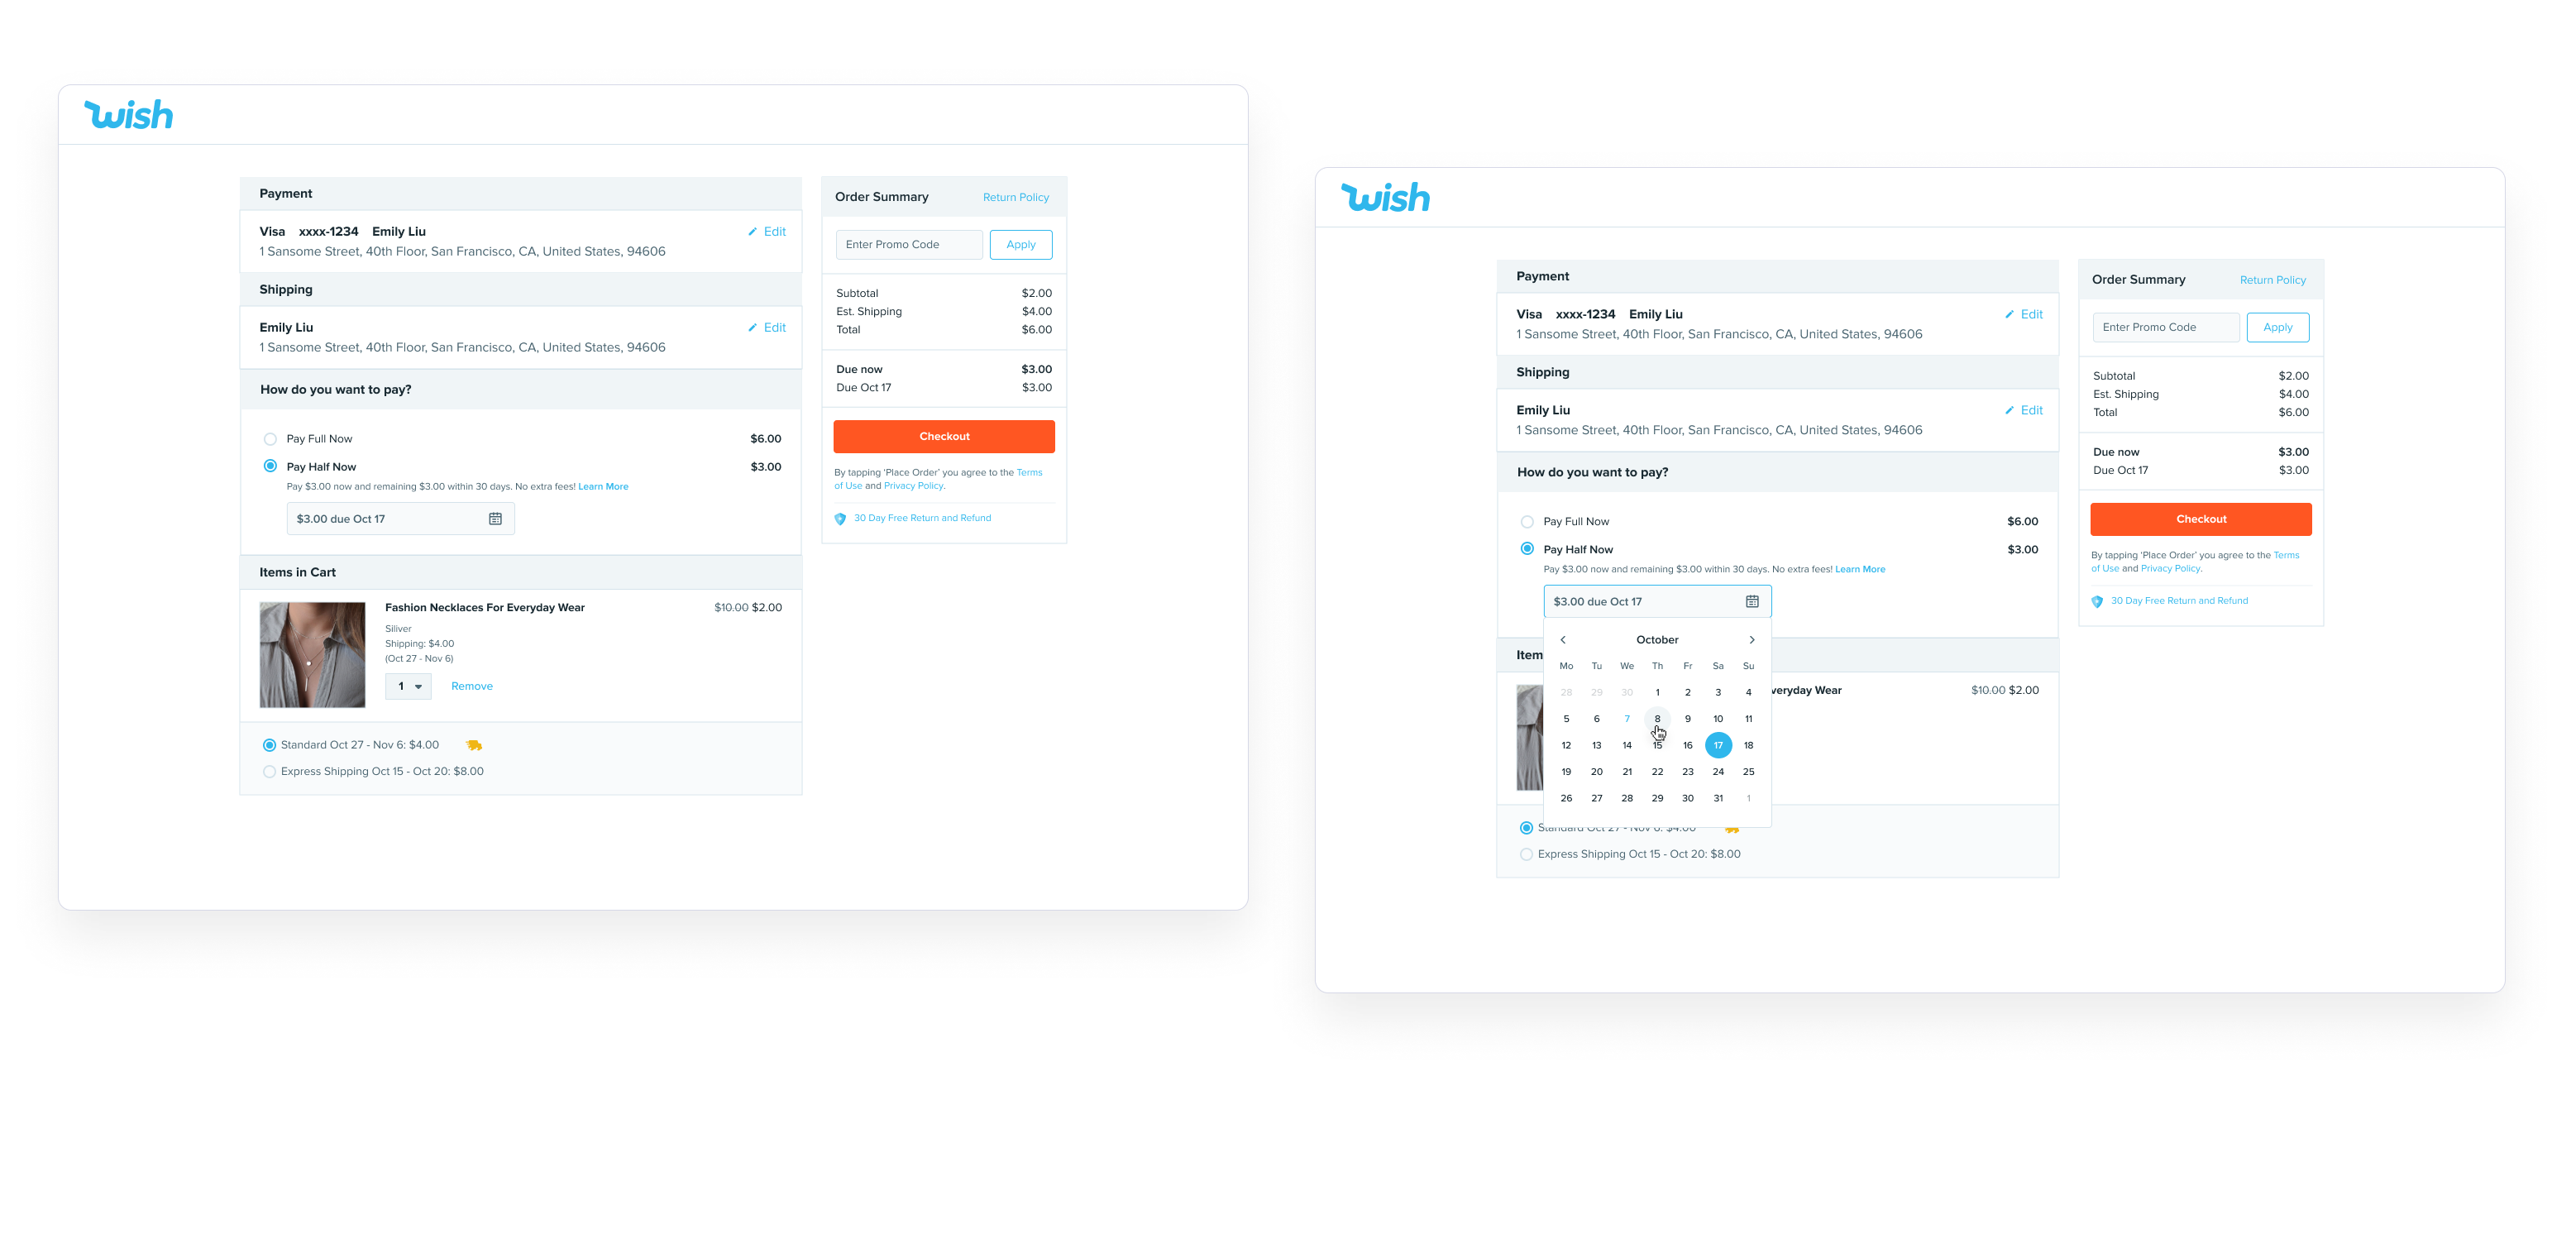 wish
Payment
Visa xxxx-1234 Emily Liu Edit
1 Sansome Street, 40th Floor, San Francisco, CA, United States, 94606
Shipping
Emily Liu Edit
1 Sansome Street, 40th Floor, San Francisco, CA, United States, 94606
How do you want to pay?
Pay Full Now $6.00
Pay Half Now $3.00
Pay $3.00 now and remaining $3.00 within 30 days. No extra fees! Learn More
$3.00 due Oct 17
Items in Cart
Fashion Necklaces For Everyday Wear $10.00 $2.00
Siliver
Shipping: $4.00
(Oct 27 - Nov 6)
1 Remove
Standard Oct 27 - Nov 6: $4.00
Express Shipping Oct 15 - Oct 20: $8.00
Order Summary Return Policy
Enter Promo Code Apply
Subtotal $2.00
Est. Shipping $4.00
Total $6.00
Due now $3.00
Due Oct 17 $3.00
Checkout
By tapping 'Place Order' you agree to the Terms
of Use and Privacy Policy.
30 Day Free Return and Refund
wish
Payment
Visa xxxx-1234 Emily Liu Edit
1 Sansome Street, 40th Floor, San Francisco, CA, United States, 94606
Shipping
Emily Liu Edit
1 Sansome Street, 40th Floor, San Francisco, CA, United States, 94606
How do you want to pay?
Pay Full Now $6.00
Pay Half Now $3.00
Pay $3.00 now and remaining $3.00 within 30 days. No extra fees! Learn More
$3.00 due Oct 17
October
Mo Tu We Th Fr Sa Su
28 29 30 1 2 3 4
5 6 7 8 9 10 11
12 13 14 15 16 17 18
19 20 21 22 23 24 25
26 27 28 29 30 31 1
Item
veryday Wear $10.00 $2.00
Standard Oct 27 - Nov 6: $4.00
Express Shipping Oct 15 - Oct 20: $8.00
Order Summary Return Policy
Enter Promo Code Apply
Subtotal $2.00
Est. Shipping $4.00
Total $6.00
Due now $3.00
Due Oct 17 $3.00
Checkout
By tapping 'Place Order' you agree to the Terms
of Use and Privacy Policy.
30 Day Free Return and Refund